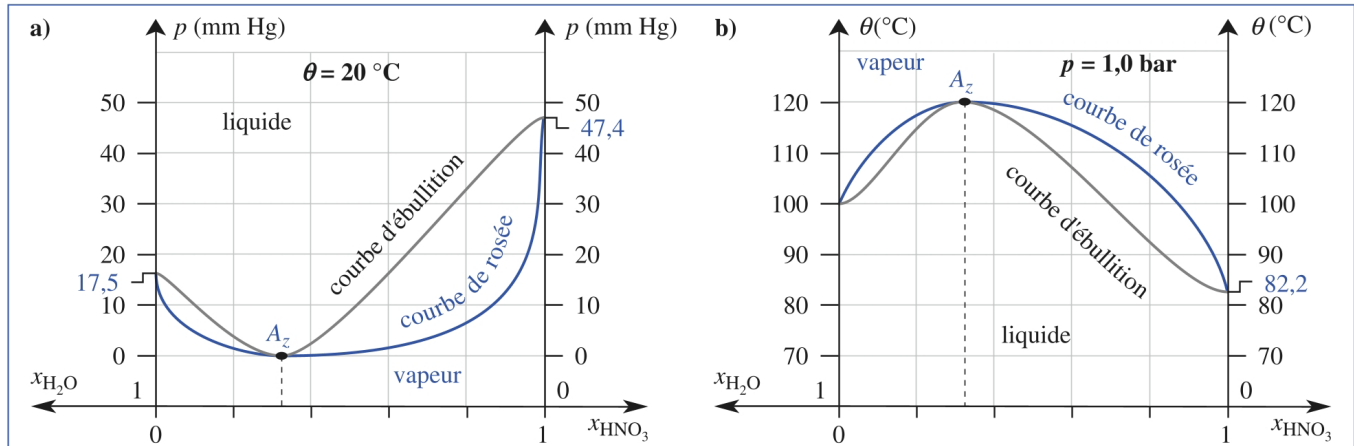 a)
p (mm Hg)
p (mm Hg)
θ = 20 °C
50
50
liquide
47,4
40
40
30
30
courbe d'ébullition
courbe de rosée
20
20
17,5
10
10
A_z
0
0
vapeur
x_H₂O
1
0
0
1
x_HNO₃
b)
θ(°C)
θ (°C)
vapeur
p = 1,0 bar
A_z
courbe de rosée
120
120
110
110
courbe d'ébullition
100
100
90
90
82,2
80
80
liquide
70
70
x_H₂O
1
0
0
1
x_HNO₃